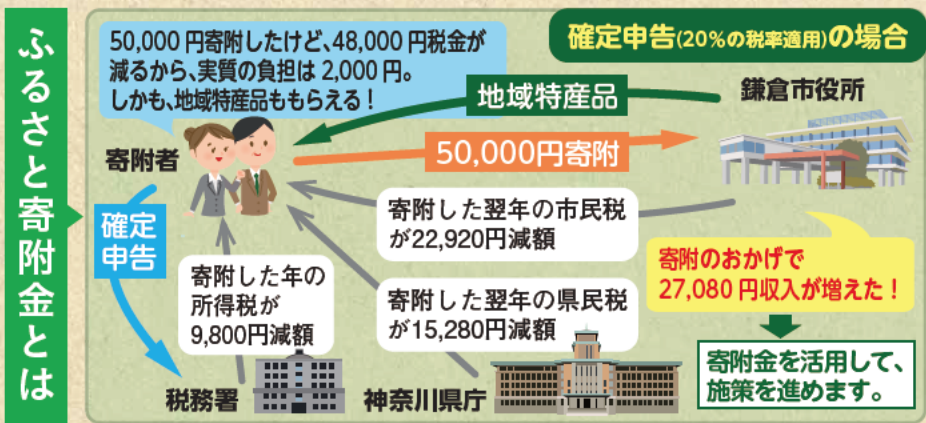 ふるさと寄附金とは
50,000円寄附したけど、48,000円税金が
減るから、実質の負担は2,000円。
しかも、地域特産品ももらえる！
確定申告(20％の税率適用)の場合
地域特産品
鎌倉市役所
寄附者
50,000円寄附
確定
申告
寄附した翌年の市民税
が22,920円減額
寄附した年の
所得税が
9,800円減額
寄附した翌年の県民税
が15,280円減額
寄附のおかげで
27,080円収入が増えた！
税務署
神奈川県庁
寄附金を活用して、
施策を進めます。